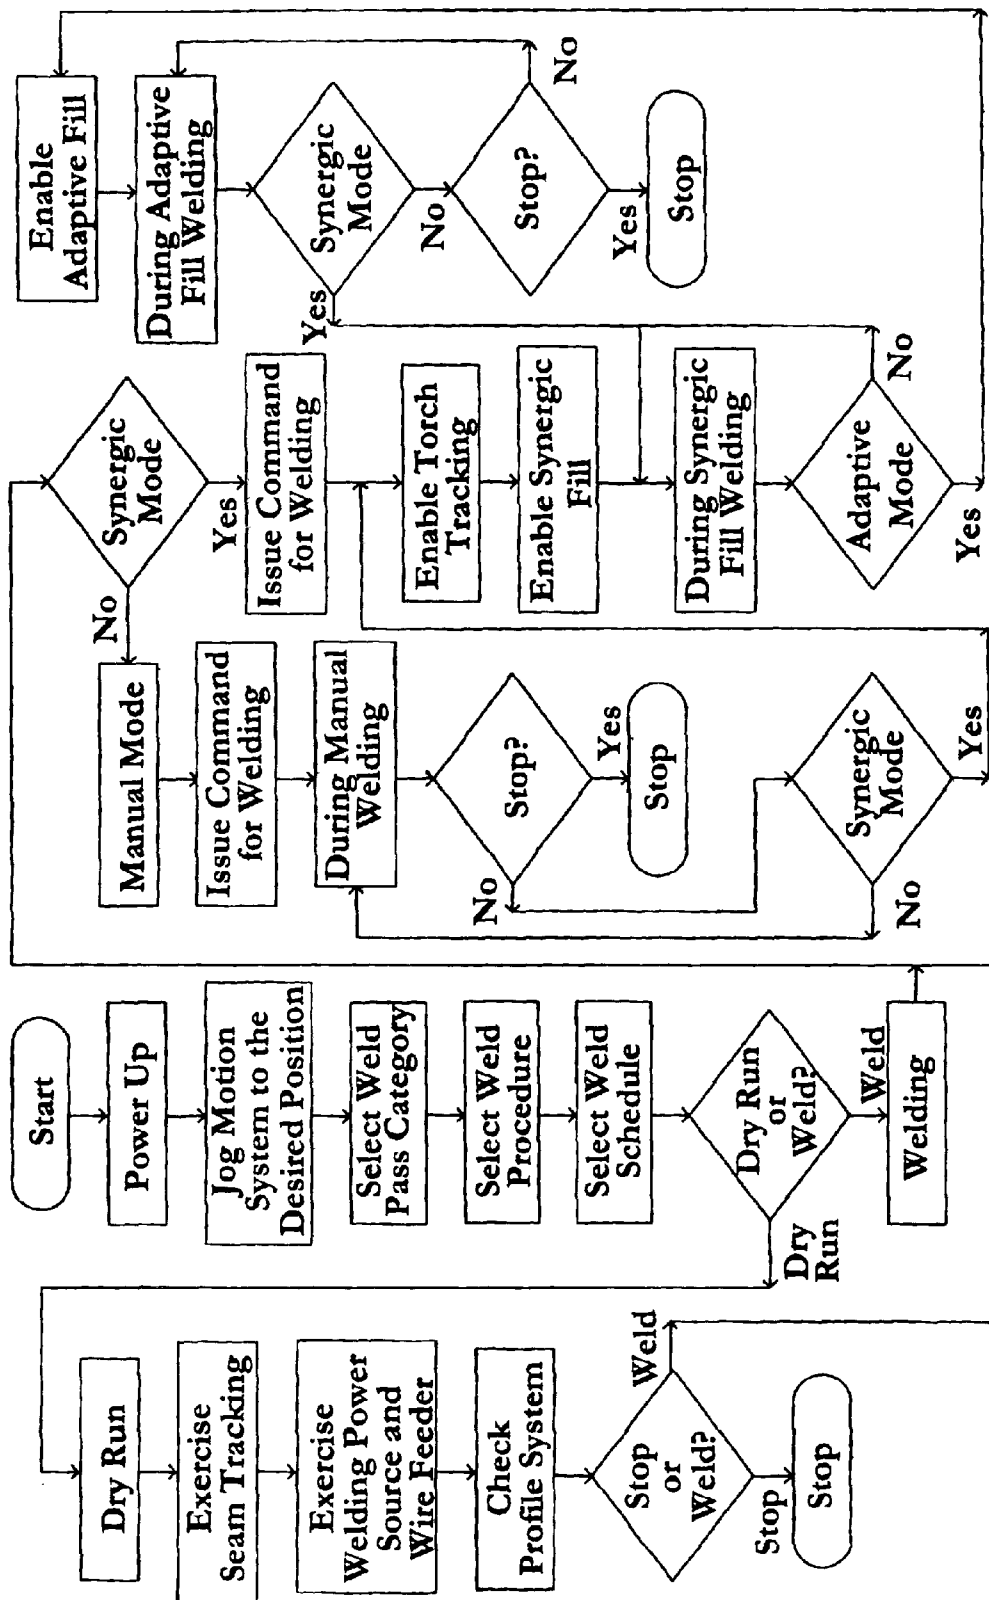 Dry Run
Exercise
Seam Tracking
Exercise
Welding Power
Source and
Wire Feeder
Check
Profile System
Stop
or
Weld?
Weld
Stop
Stop
Start
Power Up
Jog Motion
System to the
Desired Position
Select Weld
Pass Category
Select Weld
Procedure
Select Weld
Schedule
Dry Run
or
Weld?
Dry
Run
Weld
Welding
Synergic
Mode
No
Yes
Manual Mode
Issue Command
for Welding
During Manual
Welding
Stop?
No
Yes
Stop
Synergic
Mode
No
Yes
Issue Command
for Welding
Enable Torch
Tracking
Enable Synergic
Fill
During Synergic
Fill Welding
Adaptive
Mode
No
Yes
Enable
Adaptive Fill
During Adaptive
Fill Welding
Synergic
Mode
Yes
No
Stop?
No
Yes
Stop